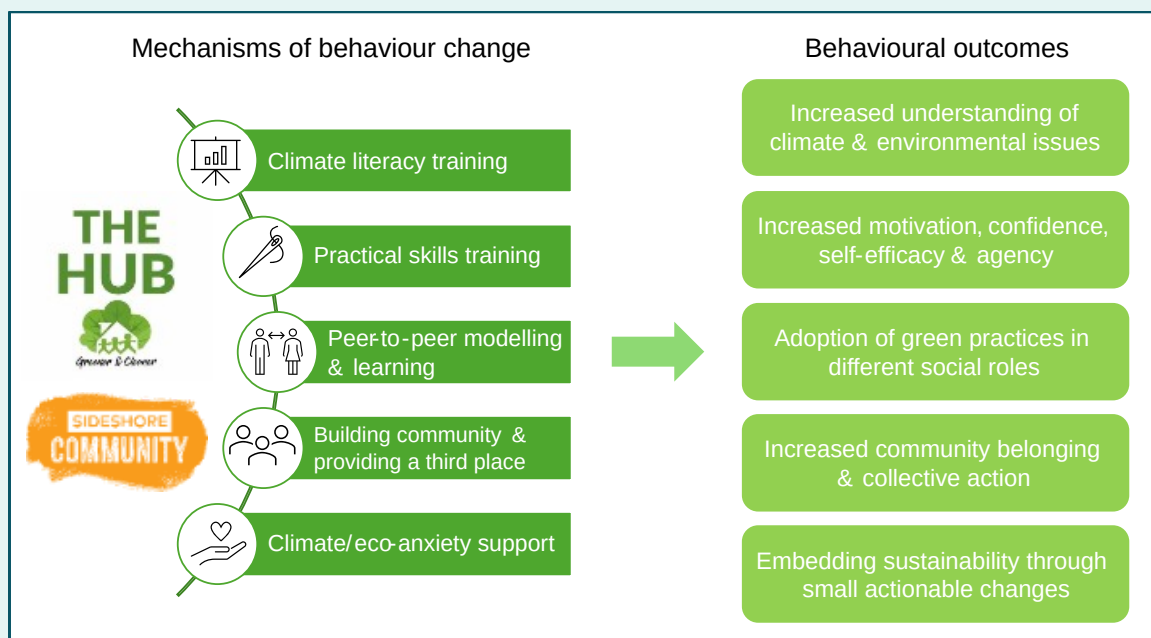 Mechanisms of behaviour change
Behavioural outcomes
THE
HUB
Greener & Cleaner
SIDESHORE
COMMUNITY
Climate literacy training
Practical skills training
Peer-to-peer modelling
& learning
Building community &
providing a third place
Climate/eco-anxiety support
Increased understanding of
climate & environmental issues
Increased motivation, confidence,
self-efficacy & agency
Adoption of green practices in
different social roles
Increased community belonging
& collective action
Embedding sustainability through
small actionable changes